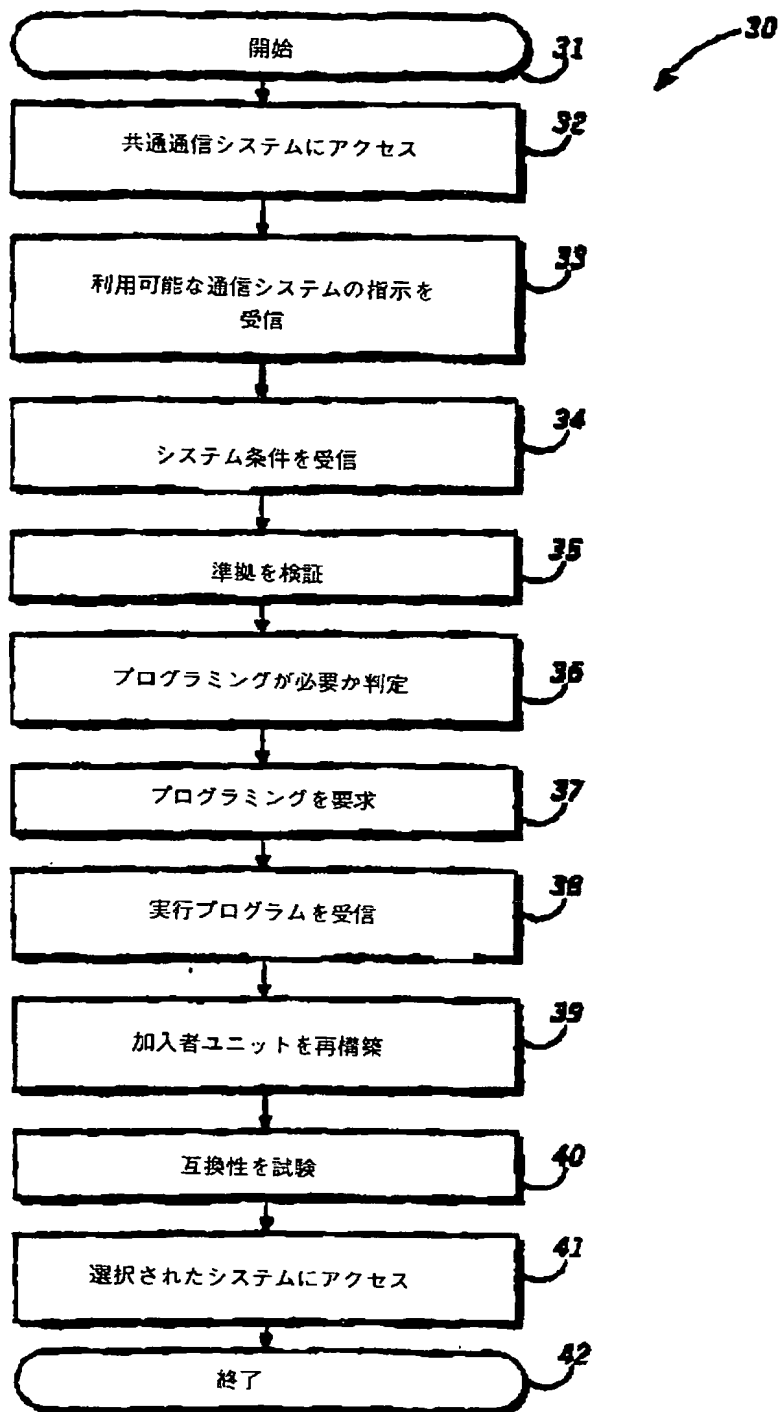 30
開始
31
共通通信システムにアクセス
32
利用可能な通信システムの指示を
受信
33
システム条件を受信
34
準拠を検証
35
プログラミングが必要か判定
36
プログラミングを要求
37
実行プログラムを受信
38
加入者ユニットを再構築
39
互換性を試験
40
選択されたシステムにアクセス
41
終了
42